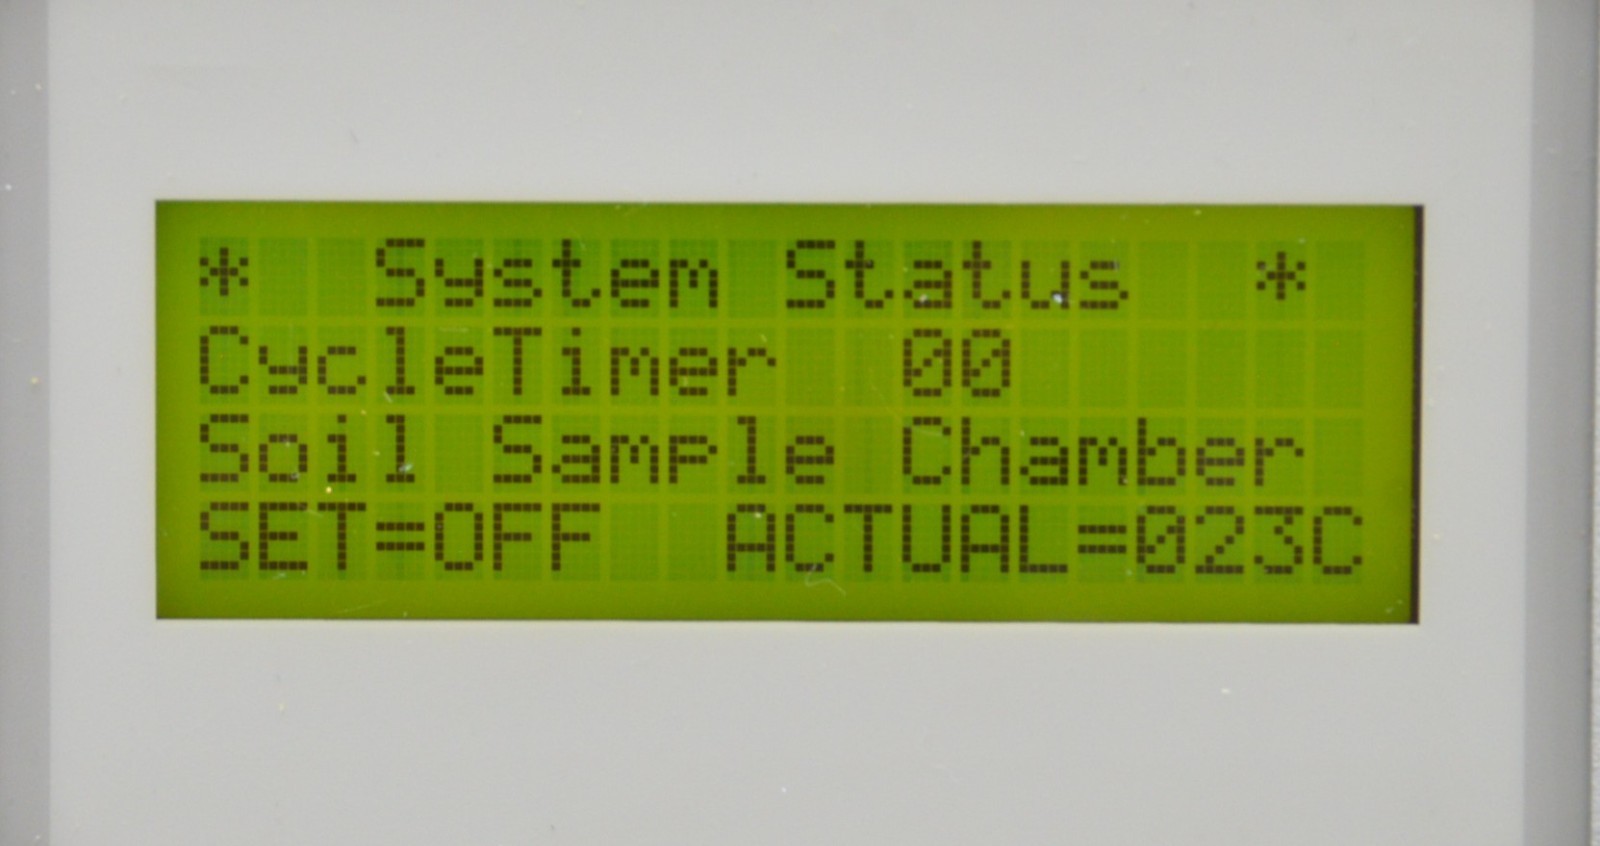 *  System Status  *
CycleTimer  00
Soil Sample Chamber
SET=OFF  ACTUAL=023C